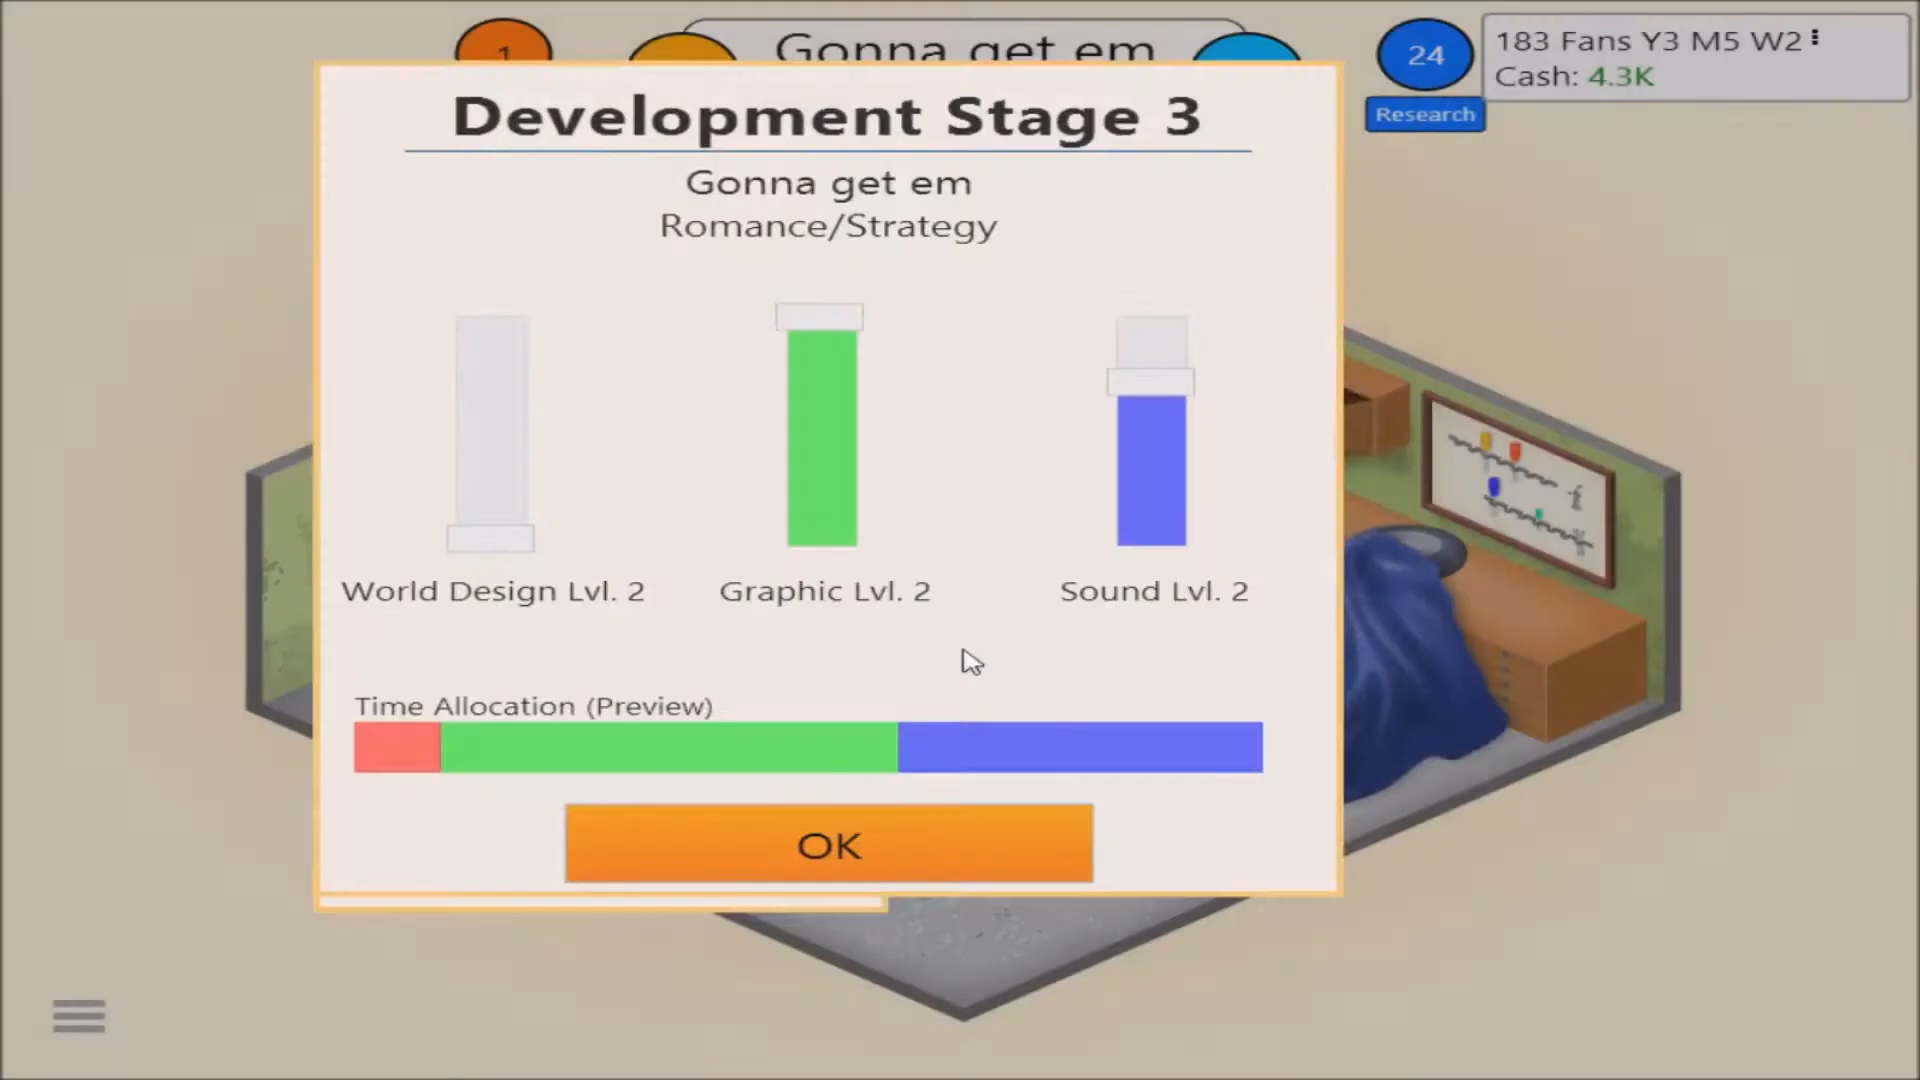 1
Gonna get em
24
Research
183 Fans Y3 M5 W2
Cash: 4.3K
Development Stage 3
Gonna get em
Romance/Strategy
World Design Lvl. 2
Graphic Lvl. 2
Sound Lvl. 2
Time Allocation (Preview)
OK